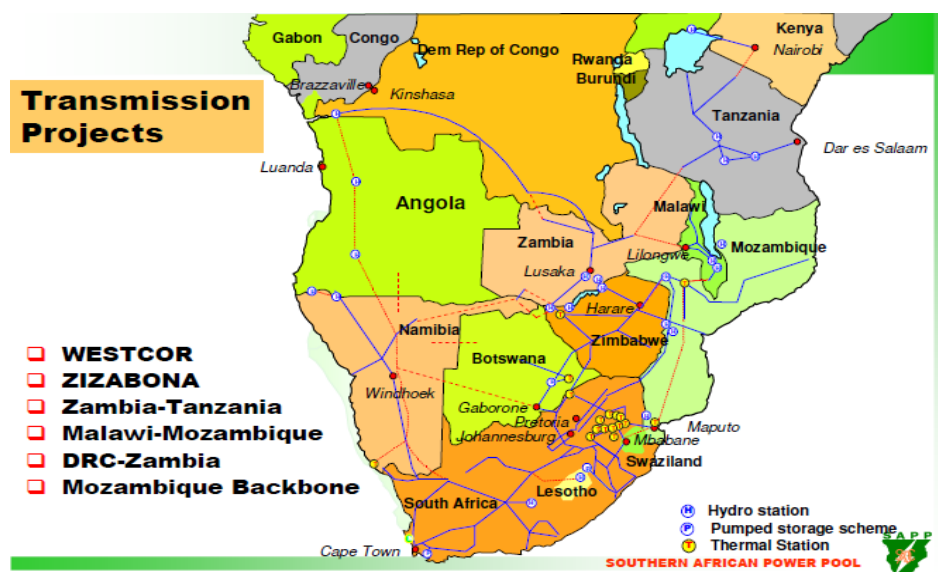 Gabon
Congo
Dem Rep of Congo
Kenya
Nairobi
Rwanda
Burundi
Brazzaville
Kinshasa
Transmission
Projects
Tanzania
Dar es Salaam
Luanda
Angola
Malawi
Zambia
Mozambique
Lilongwe
Lusaka
Harare
Namibia
Zimbabwe
Botswana
WESTCOR
ZIZABONA
Zambia-Tanzania
Malawi-Mozambique
DRC-Zambia
Mozambique Backbone
Windhoek
Gaborone
Pretoria
Johannesburg
Maputo
Mbabane
Swaziland
South Africa
Lesotho
Cape Town
H Hydro station
P Pumped storage scheme
T Thermal Station
SAPP
SOUTHERN AFRICAN POWER POOL